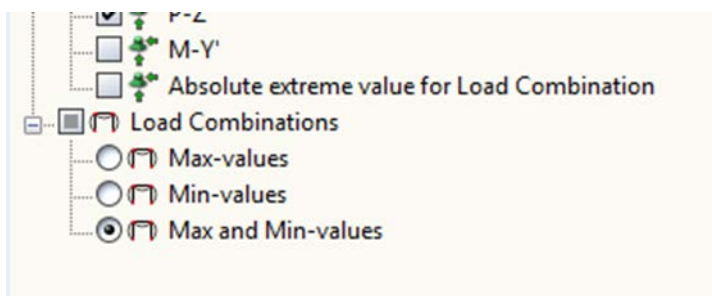 P-Z
M-Y'
Absolute extreme value for Load Combination
Load Combinations
Max-values
Min-values
Max and Min-values